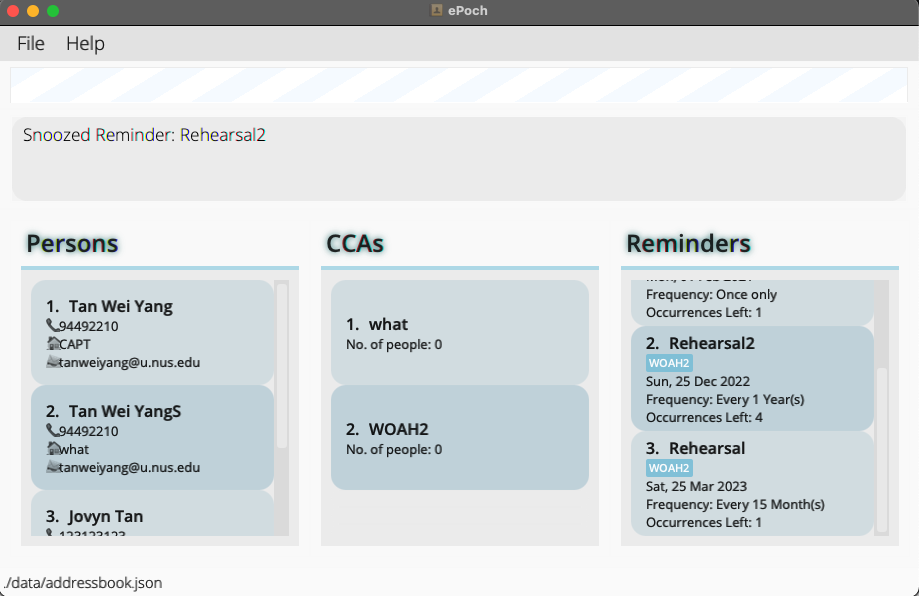 ePoch
File Help
Snoozed Reminder: Rehearsal2
Persons
1. Tan Wei Yang
94492210
CAPT
tanweiyang@u.nus.edu
2. Tan Wei YangS
94492210
what
tanweiyang@u.nus.edu
3. Jovyn Tan
123123123
CCAs
1. what
No. of people: 0
2. WOAH2
No. of people: 0
Reminders
Frequency: Once only
Occurrences Left: 1
2. Rehearsal2
WOAH2
Sun, 25 Dec 2022
Frequency: Every 1 Year(s)
Occurrences Left: 4
3. Rehearsal
WOAH2
Sat, 25 Mar 2023
Frequency: Every 15 Month(s)
Occurrences Left: 1
./data/addressbook.json